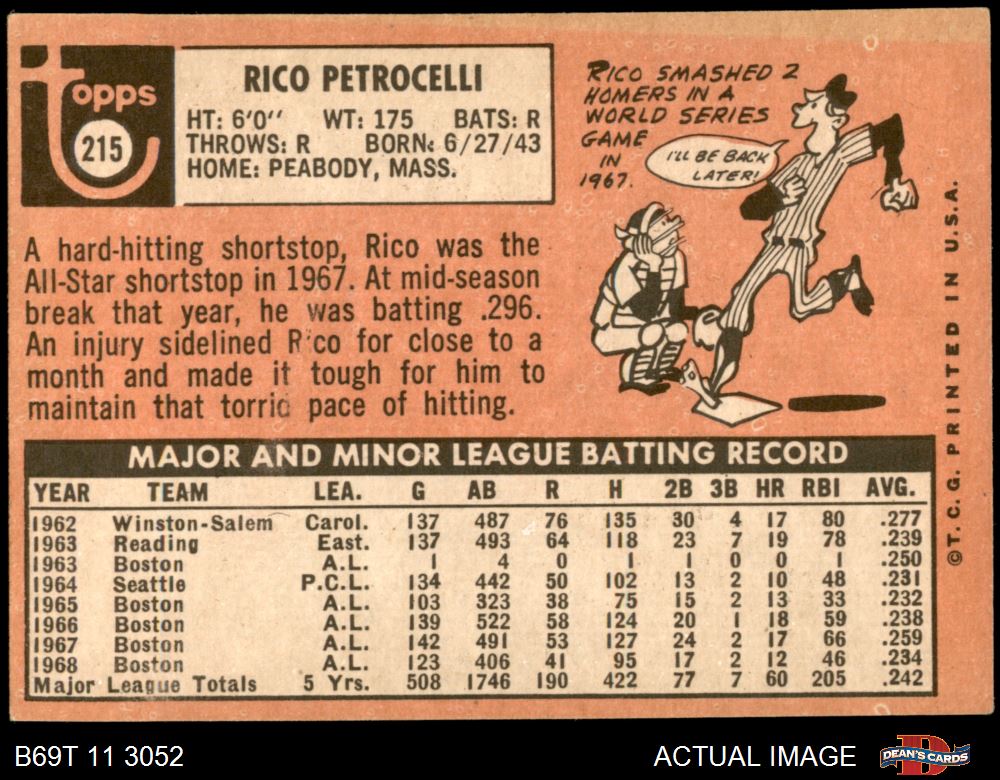 topps
215
RICO PETROCELLI
HT: 6'0" WT: 175 BATS: R
THROWS: R BORN: 6/27/43
HOME: PEABODY, MASS.
RICO SMASHED 2
HOMERS IN A
WORLD SERIES
GAME
IN
1967.
I'LL BE BACK
LATER!
A hard-hitting shortstop, Rico was the
All-Star shortstop in 1967. At mid-season
break that year, he was batting .296.
An injury sidelined Rico for close to a
month and made it tough for him to
maintain that torrid pace of hitting.
MAJOR AND MINOR LEAGUE BATTING RECORD
YEAR TEAM LEA. G AB R H 2B 3B HR RBI AVG.
1962 Winston-Salem Carol. 137 487 76 135 30 4 17 80 .277
1963 Reading East. 137 493 64 118 23 7 19 78 .239
1963 Boston A.L. 1 4 0 1 1 0 0 1 .250
1964 Seattle P.C.L. 134 442 50 102 13 2 10 48 .231
1965 Boston A.L. 103 323 38 75 15 2 13 33 .232
1966 Boston A.L. 139 522 58 124 20 1 18 59 .238
1967 Boston A.L. 142 491 53 127 24 2 17 66 .259
1968 Boston A.L. 123 406 41 95 17 2 12 46 .234
Major League Totals 5 Yrs. 508 1746 190 422 77 7 60 205 .242
©T.C.G. PRINTED IN U.S.A.
B69T 11 3052
ACTUAL IMAGE
DEAN'S CARDS